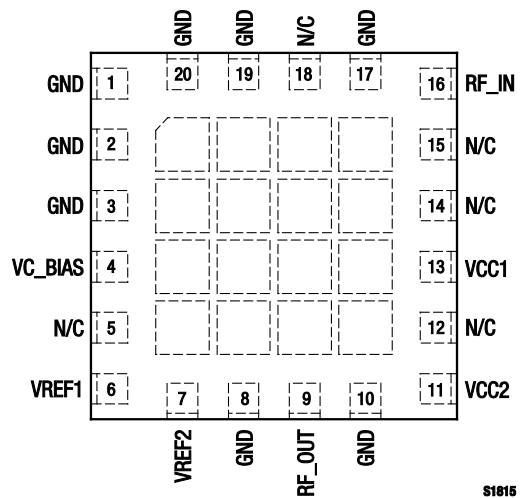 GND
GND
N/C
GND
20
19
18
17
GND 1
16 RF_IN
GND 2
15 N/C
GND 3
14 N/C
VC_BIAS 4
13 VCC1
N/C 5
12 N/C
VREF1 6
11 VCC2
7
8
9
10
VREF2
GND
RF_OUT
GND
S1815